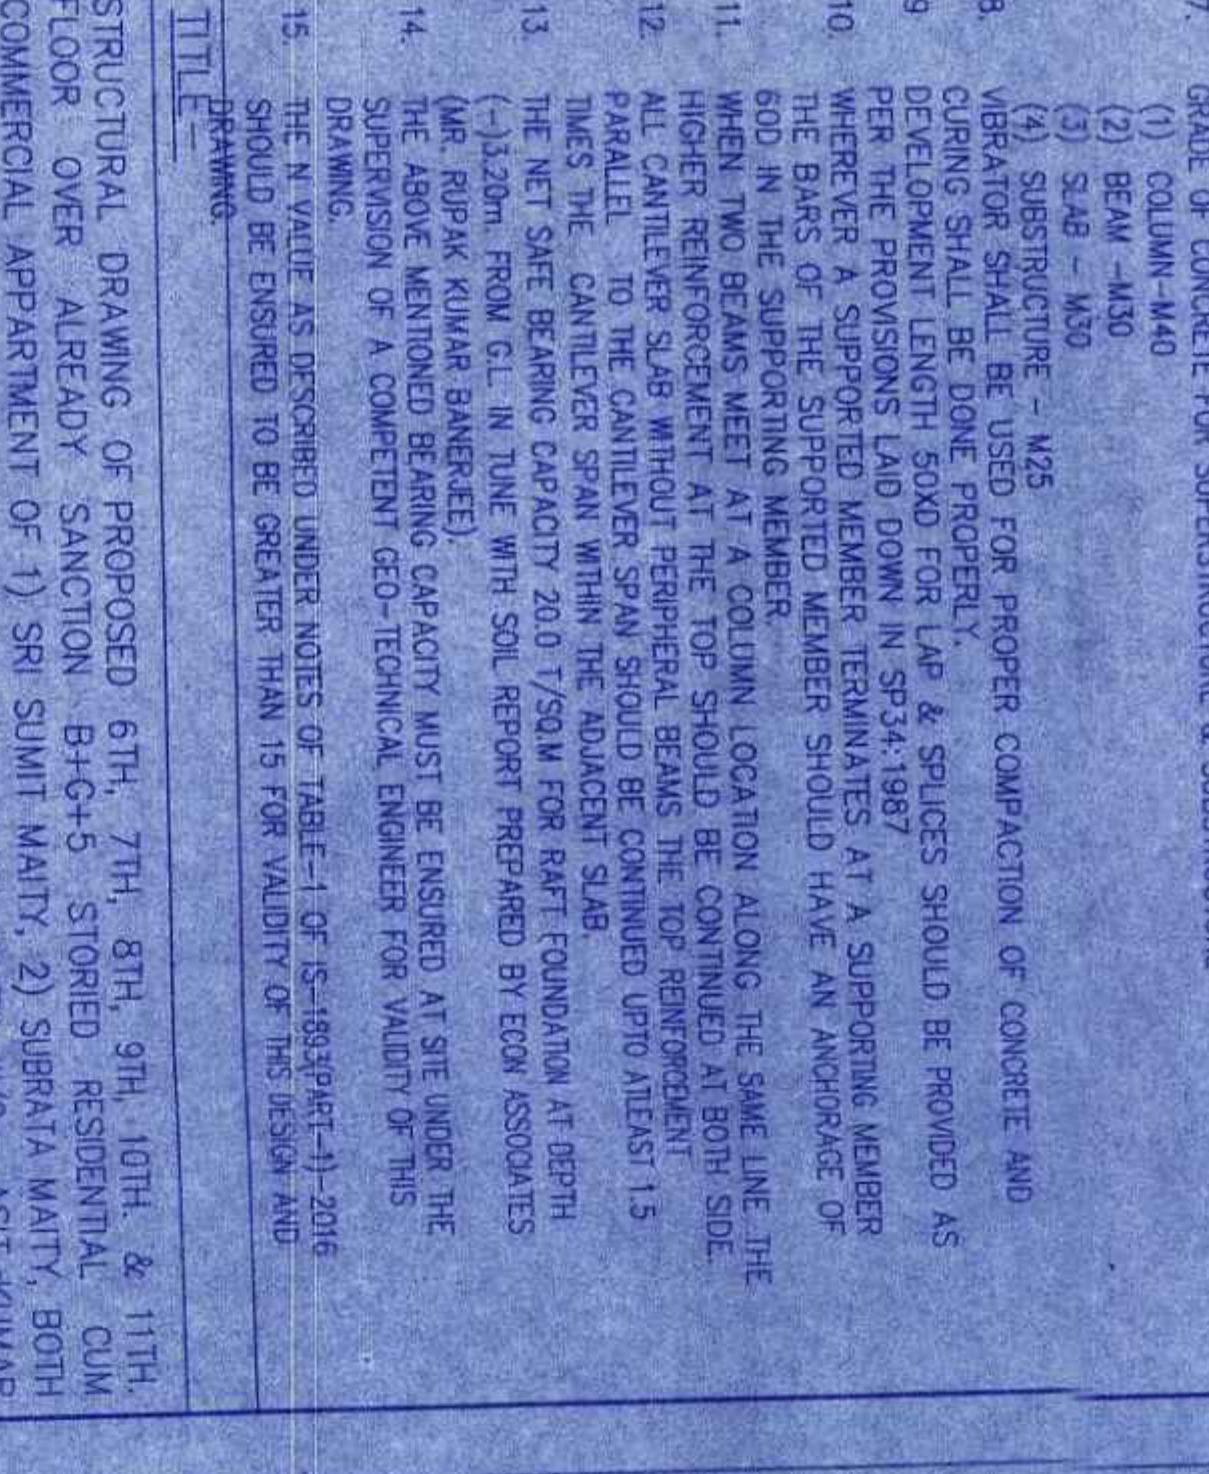 7. GRADE OF CONCRETE FOR SUPERSTRUCTURE & SUBSTRUCTURE
(1) COLUMN-M40
(2) BEAM -M30
(3) SLAB - M30
(4) SUBSTRUCTURE - M25
8. VIBRATOR SHALL BE USED FOR PROPER COMPACTION OF CONCRETE AND
CURING SHALL BE DONE PROPERLY.
9 DEVELOPMENT LENGTH 50XD FOR LAP & SPLICES SHOULD BE PROVIDED AS
PER THE PROVISIONS LAID DOWN IN SP34:1987
10. WHEREVER A SUPPORTED MEMBER TERMINATES AT A SUPPORTING MEMBER
THE BARS OF THE SUPPORTED MEMBER SHOULD HAVE AN ANCHORAGE OF
60D IN THE SUPPORTING MEMBER.
11. WHEN TWO BEAMS MEET AT A COLUMN LOCATION ALONG THE SAME LINE THE
HIGHER REINFORCEMENT AT THE TOP SHOULD BE CONTINUED AT BOTH SIDE.
12. ALL CANTILEVER SLAB WITHOUT PERIPHERAL BEAMS THE TOP REINFORCEMENT
PARALLEL TO THE CANTILEVER SPAN SHOULD BE CONTINUED UPTO ATLEAST 1.5
TIMES THE CANTILEVER SPAN WITHIN THE ADJACENT SLAB.
13. THE NET SAFE BEARING CAPACITY 20.0 T/SQ.M FOR RAFT FOUNDATION AT DEPTH
(-)3.20m. FROM G.L. IN TUNE WITH SOIL REPORT PREPARED BY ECON ASSOCIATES
(MR. RUPAK KUMAR BANERJEE).
14. THE ABOVE MENTIONED BEARING CAPACITY MUST BE ENSURED AT SITE UNDER THE
SUPERVISION OF A COMPETENT GEO-TECHNICAL ENGINEER FOR VALIDITY OF THIS
DRAWING.
15. THE N VALUE AS DESCRIBED UNDER NOTES OF TABLE-1 OF IS-1893(PART-1)-2016
SHOULD BE ENSURED TO BE GREATER THAN 15 FOR VALIDITY OF THIS DESIGN AND
DRAWING.
TITLE-
STRUCTURAL DRAWING OF PROPOSED 6TH, 7TH, 8TH, 9TH, 10TH. & 11TH.
FLOOR OVER ALREADY SANCTION B+G+5 STORIED RESIDENTIAL CUM
COMMERCIAL APPARTMENT OF 1) SRI SUMIT MAITY, 2) SUBRATA MAITY, BOTH
ASIT KUMAR